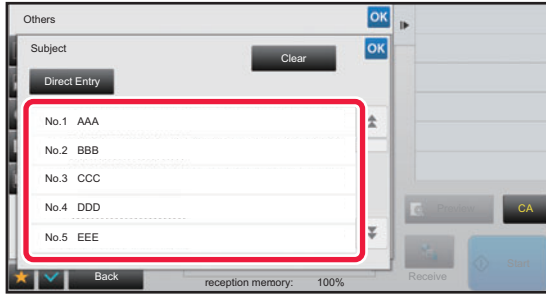 Others
OK
Subject
Clear
OK
Direct Entry
No.1 AAA
No.2 BBB
No.3 CCC
No.4 DDD
No.5 EEE
Preview
CA
Back
reception memory: 100%
Receive
Start